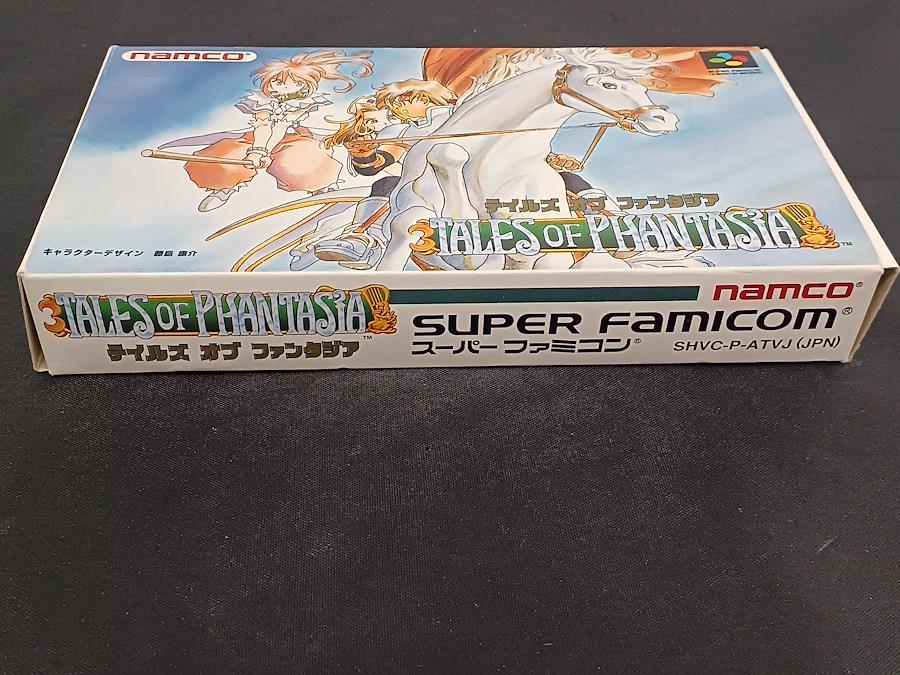 namco®
テイルズ オブ ファンタジア
TALES OF PHANTASIA™
キャラクターデザイン 藤島 康介
TALES OF PHANTASIA™
テイルズ オブ ファンタジア
namco®
SUPER FAMICOM®
スーパーファミコン®
SHVC-P-ATVJ (JPN)